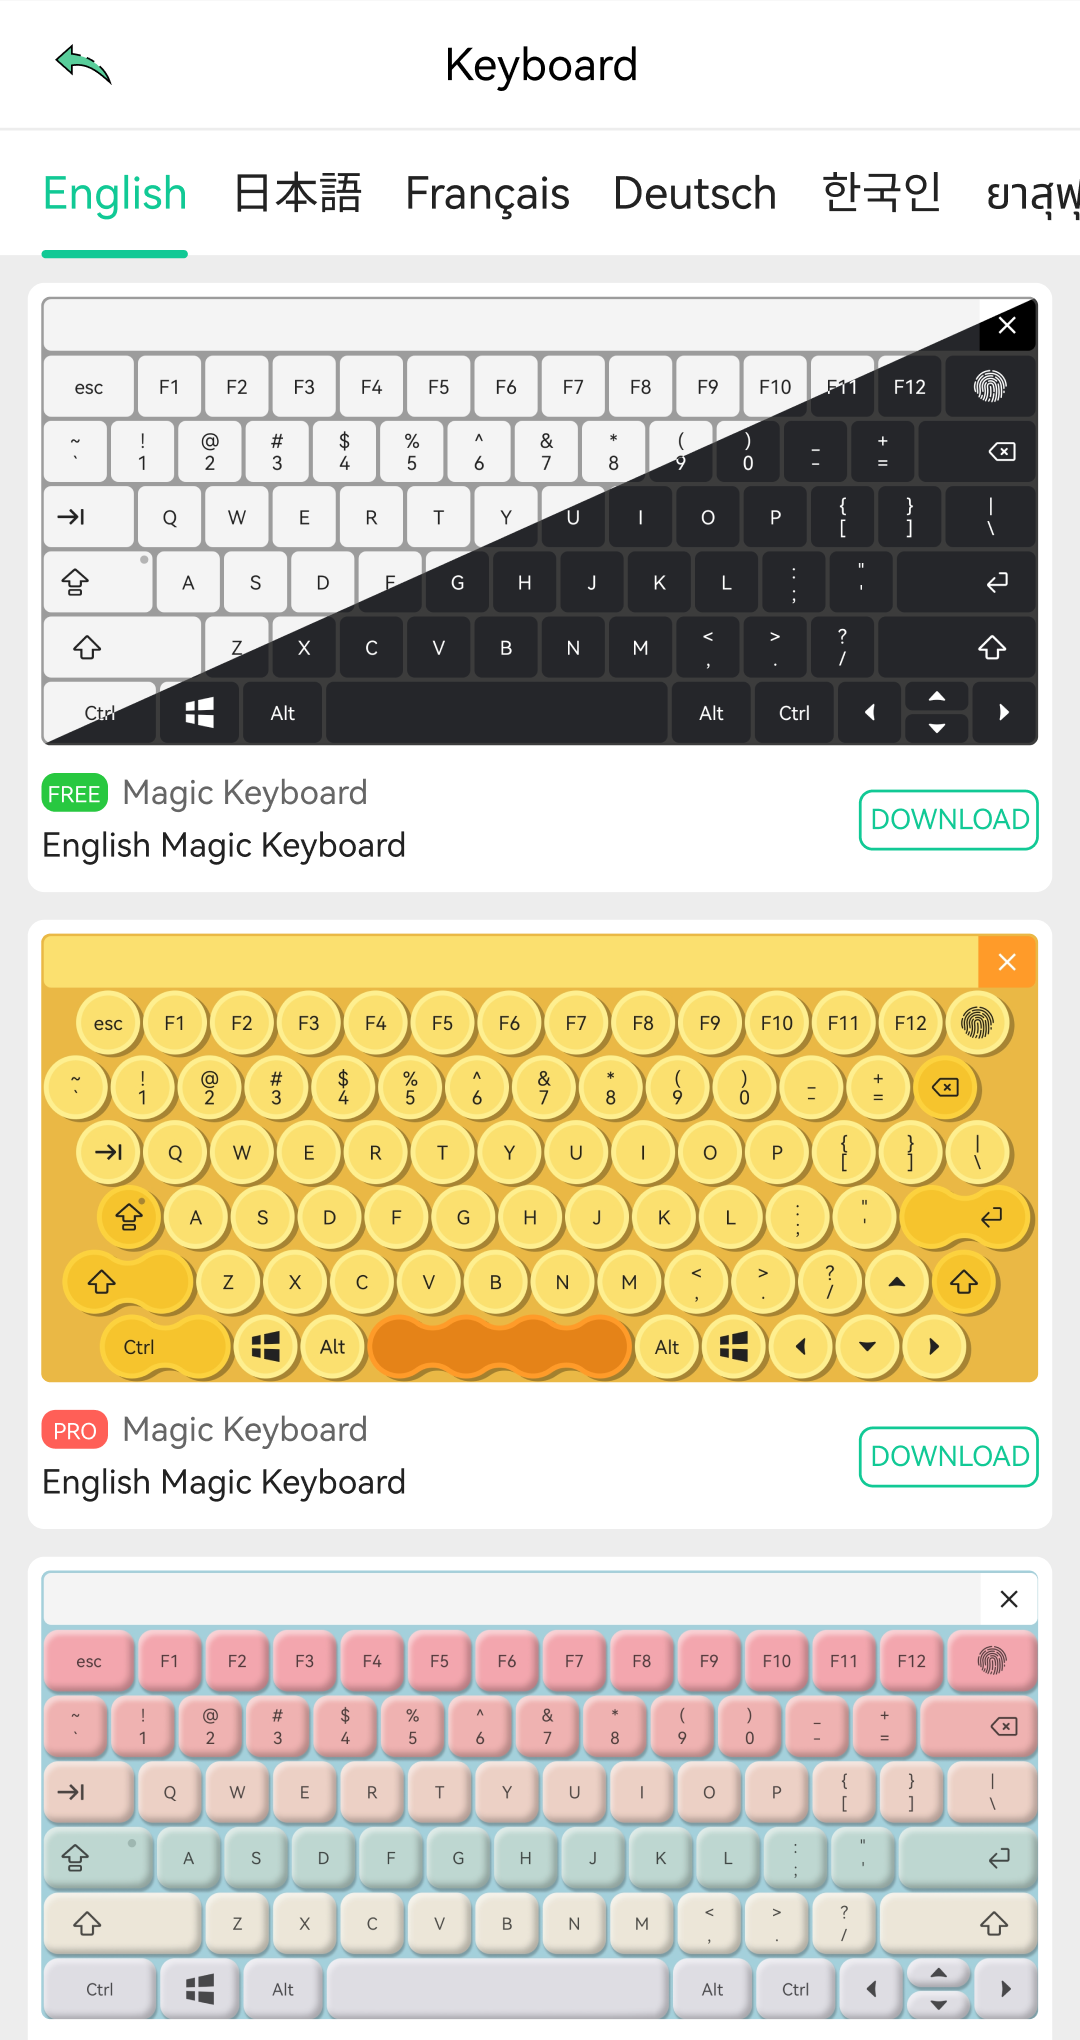 Keyboard
English 日本語 Français Deutsch 한국인 ยาสุฟุ
esc F1 F2 F3 F4 F5 F6 F7 F8 F9 F10 F11 F12
~ ! @ # $ % ^ & * ( ) _ +
` 1 2 3 4 5 6 7 8 9 0 - =
Q W E R T Y U I O P { } |
[ ] \
A S D F G H J K L : "
; '
Z X C V B N M < > ?
, . /
Ctrl Alt Alt Ctrl
FREE Magic Keyboard
English Magic Keyboard
DOWNLOAD
esc F1 F2 F3 F4 F5 F6 F7 F8 F9 F10 F11 F12
~ ! @ # $ % ^ & * ( ) _ +
` 1 2 3 4 5 6 7 8 9 0 - =
Q W E R T Y U I O P { } |
[ ] \
A S D F G H J K L : "
; '
Z X C V B N M < > ?
, . /
Ctrl Alt Alt
PRO Magic Keyboard
English Magic Keyboard
DOWNLOAD
esc F1 F2 F3 F4 F5 F6 F7 F8 F9 F10 F11 F12
~ ! @ # $ % ^ & * ( ) _ +
` 1 2 3 4 5 6 7 8 9 0 - =
Q W E R T Y U I O P { } |
[ ] \
A S D F G H J K L : "
; '
Z X C V B N M < > ?
, . /
Ctrl Alt Alt Ctrl